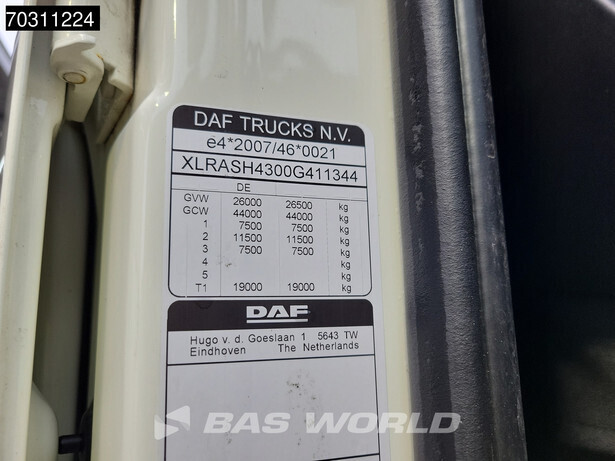 70311224
DAF TRUCKS N.V.
e4*2007/46*0021
XLRASH4300G411344
DE
GVW 26000 26500 kg
GCW 44000 44000 kg
1 7500 7500 kg
2 11500 11500 kg
3 7500 7500 kg
4 kg
5 kg
T1 19000 19000 kg
DAF
Hugo v. d. Goeslaan 1 5643 TW
Eindhoven The Netherlands
BAS WORLD